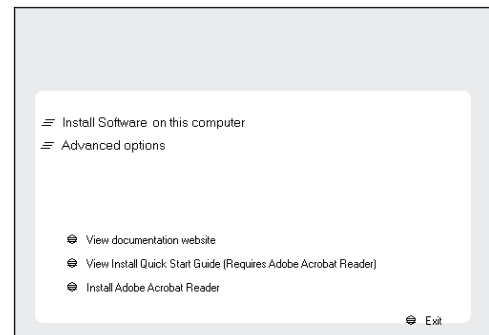 Install Software on this computer
Advanced options
View documentation website
View Install Quick Start Guide (Requires Adobe Acrobat Reader)
Install Adobe Acrobat Reader
Exit